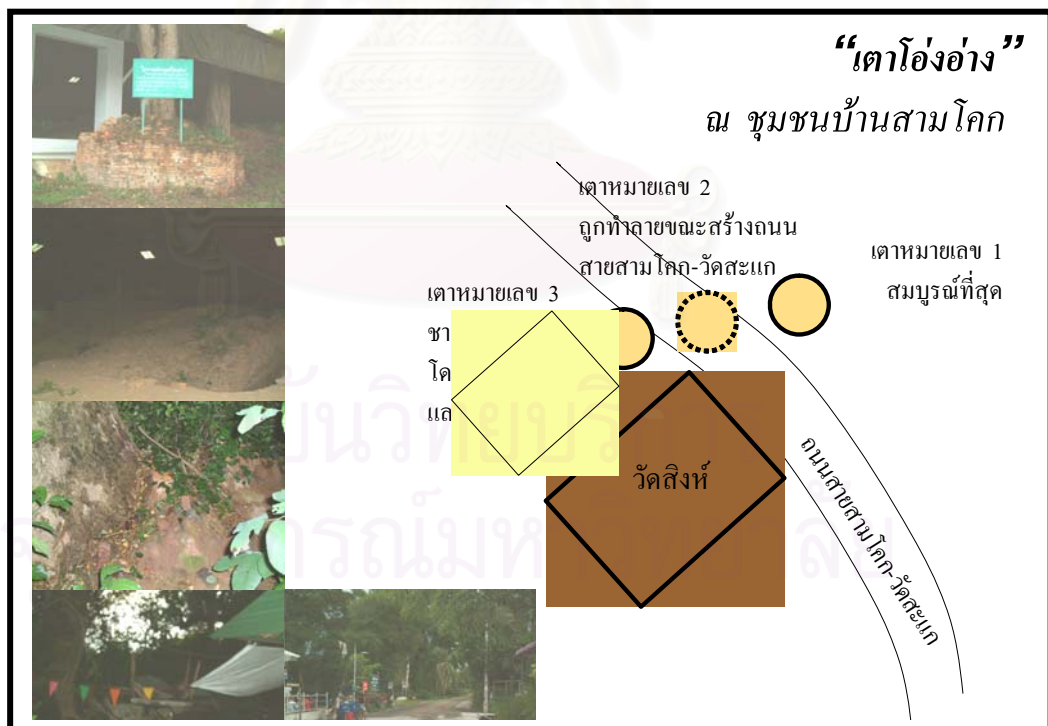 “เตาโอ่งอ่าง”
ณ ชุมชนบ้านสามโคก
เตาหมายเลข 2
ถูกทำลายขณะสร้างถนน
สายสามโคก-วัดสะแก
เตาหมายเลข 1
สมบูรณ์ที่สุด
เตาหมายเลข 3
ชา
โด
แล
วัดสิงห์
ถนนสายสามโคก-วัดสะแก